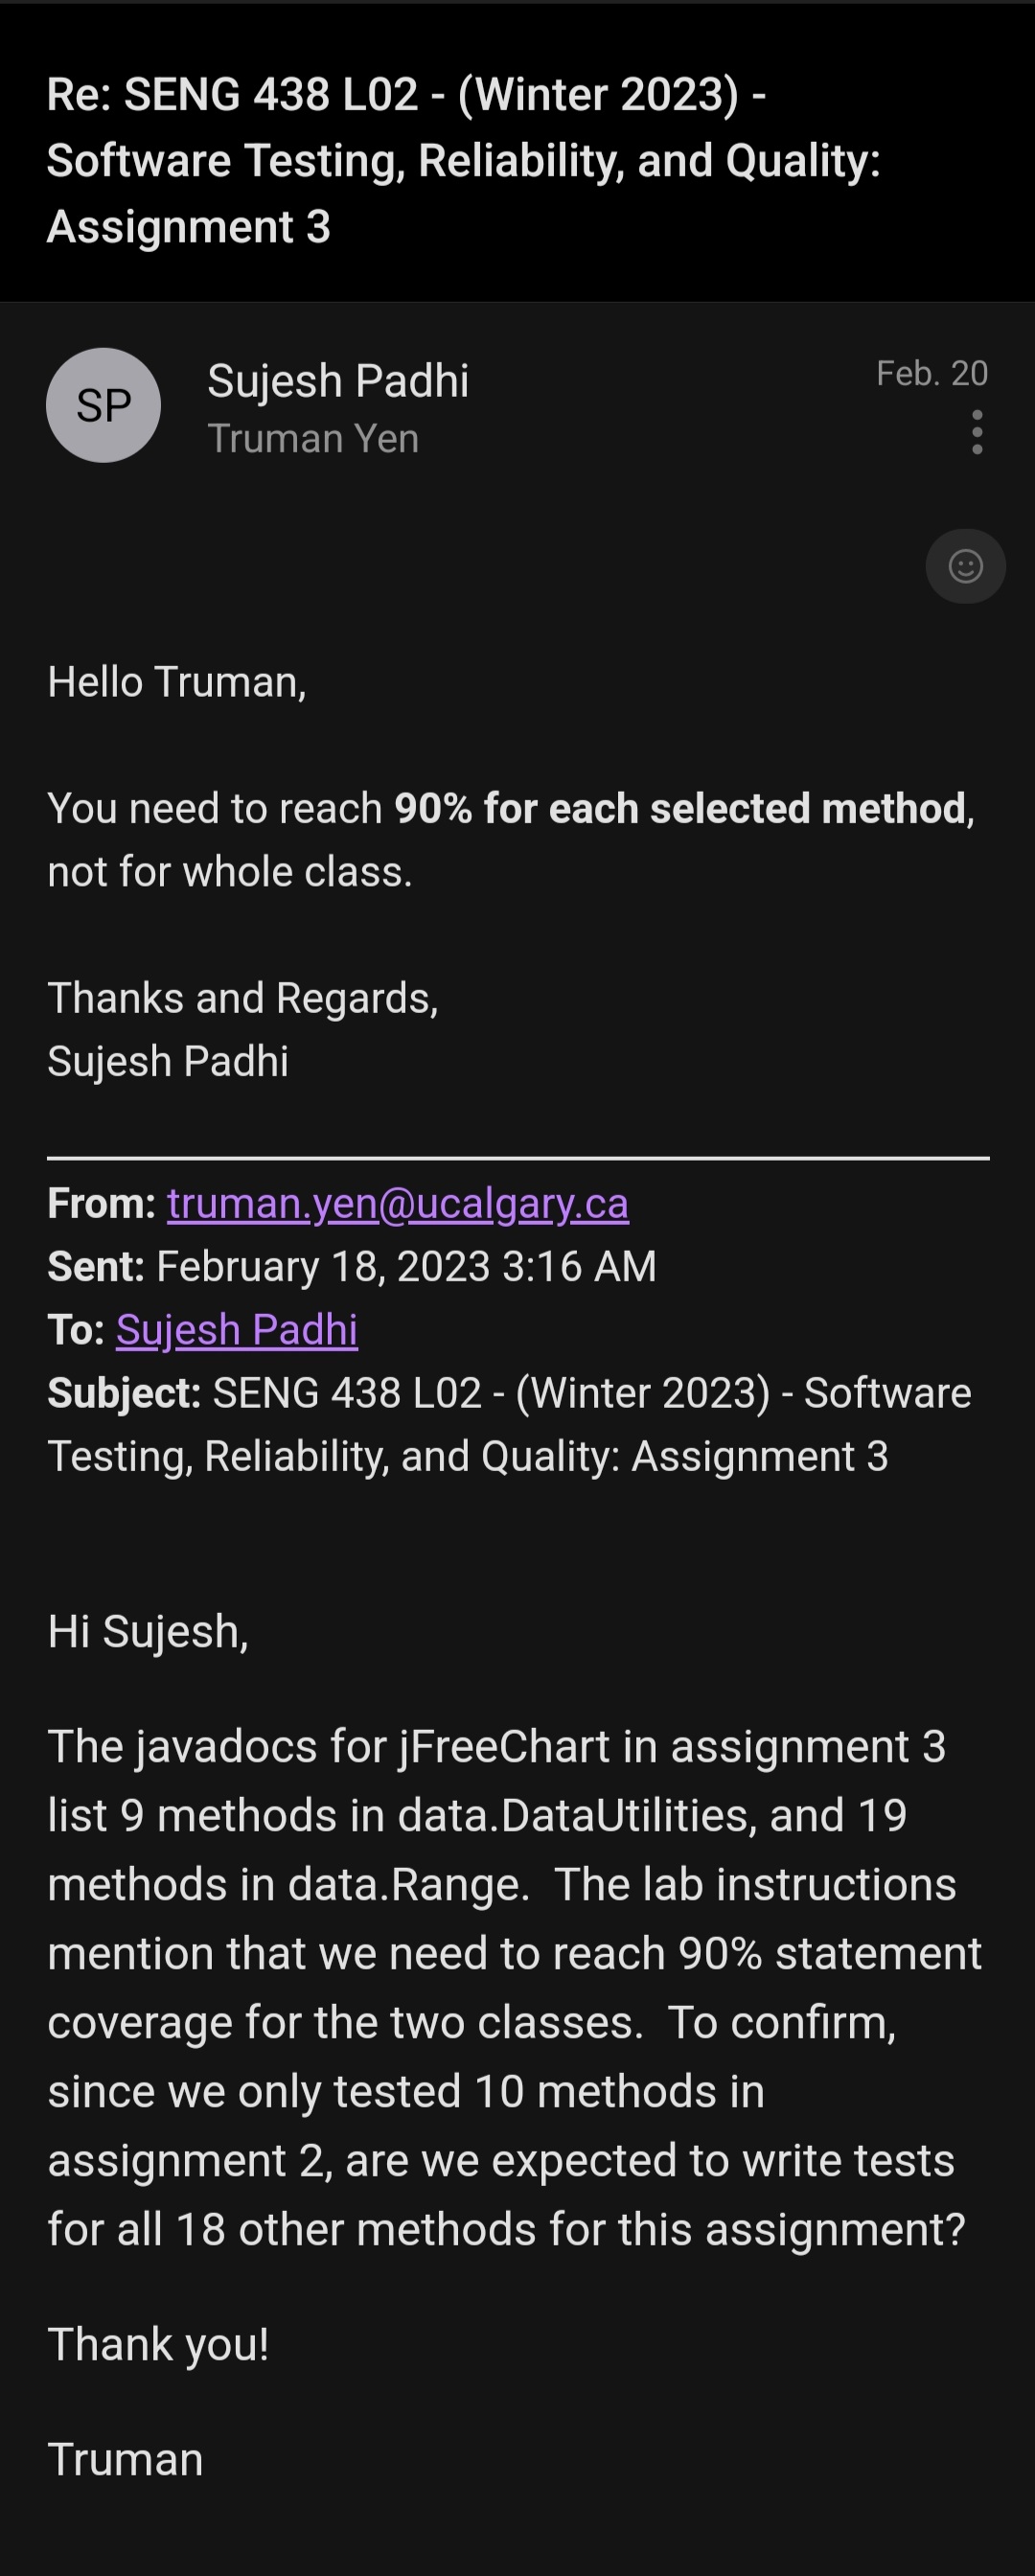 Re: SENG 438 L02 - (Winter 2023) -
Software Testing, Reliability, and Quality:
Assignment 3
SP
Sujesh Padhi
Feb. 20
Truman Yen
Hello Truman,
You need to reach 90% for each selected method,
not for whole class.
Thanks and Regards,
Sujesh Padhi
From: truman.yen@ucalgary.ca
Sent: February 18, 2023 3:16 AM
To: Sujesh Padhi
Subject: SENG 438 L02 - (Winter 2023) - Software
Testing, Reliability, and Quality: Assignment 3
Hi Sujesh,
The javadocs for jFreeChart in assignment 3
list 9 methods in data.DataUtilities, and 19
methods in data.Range.  The lab instructions
mention that we need to reach 90% statement
coverage for the two classes.  To confirm,
since we only tested 10 methods in
assignment 2, are we expected to write tests
for all 18 other methods for this assignment?
Thank you!
Truman